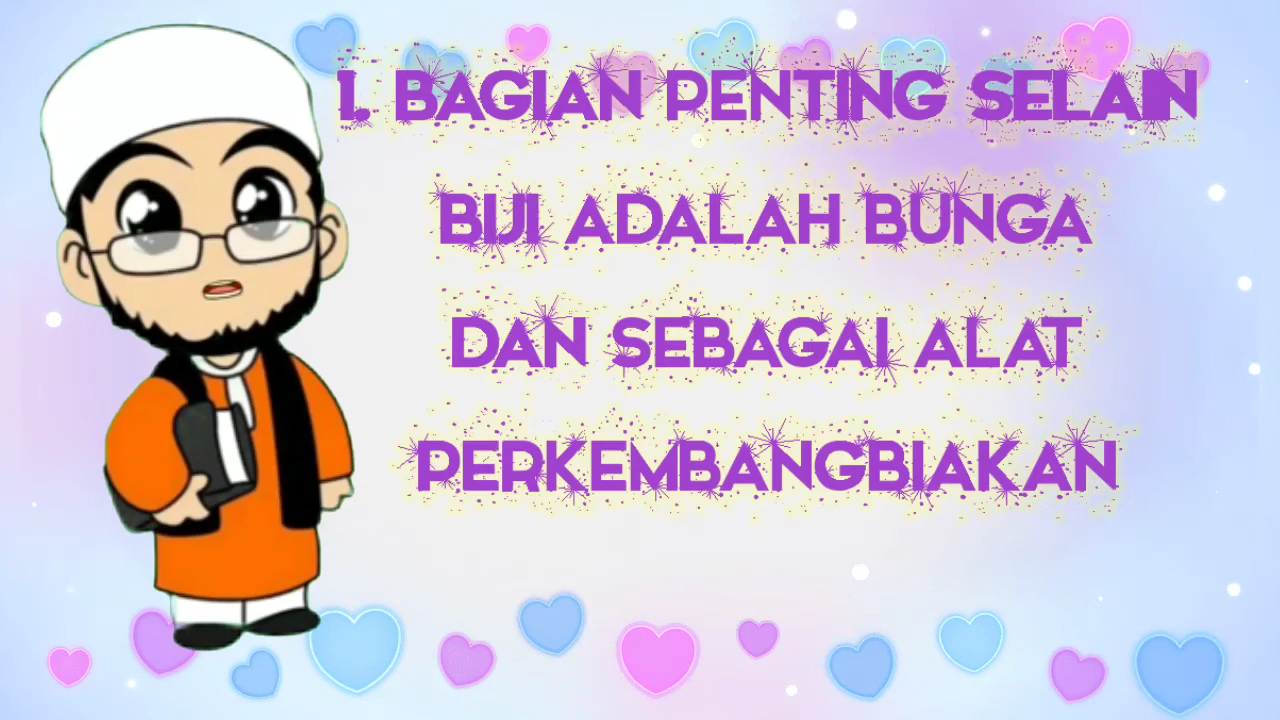 1. BAGIAN PENTING SELAIN
BIJI ADALAH BUNGA
DAN SEBAGAI ALAT
PERKEMBANGBIAKAN